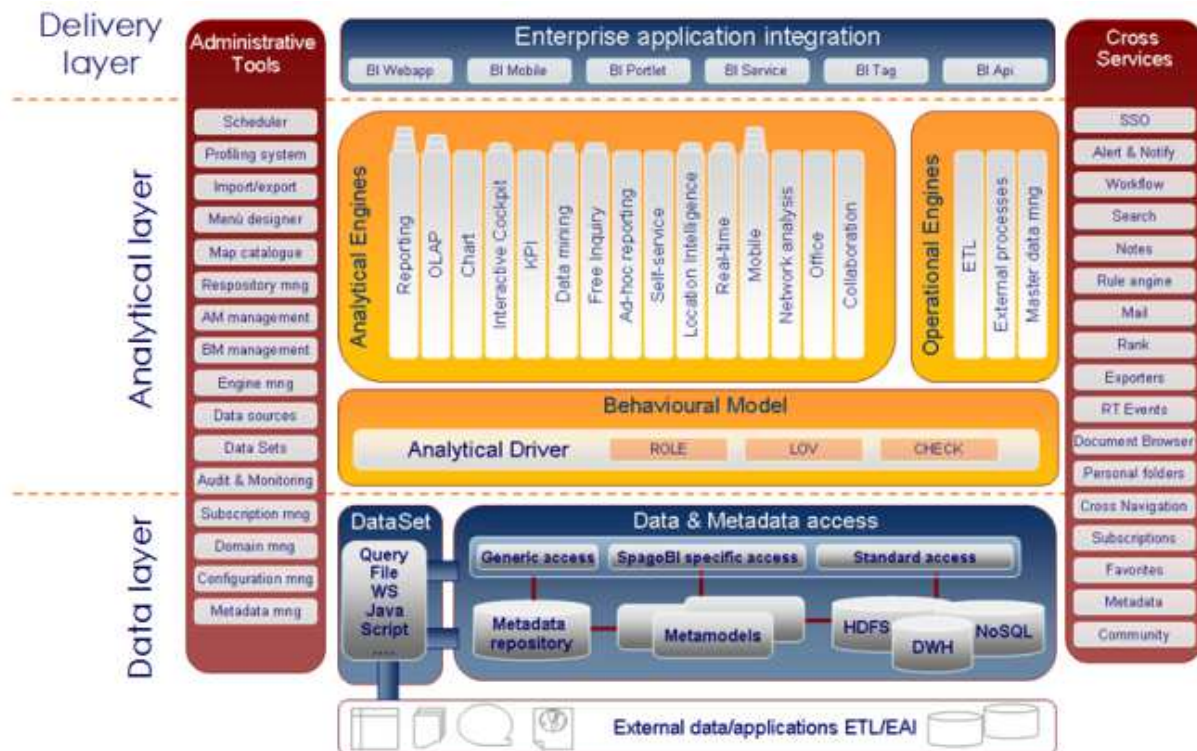 Delivery
layer
Administrative
Tools
Enterprise application integration
BI Webapp
BI Mobile
BI Portlet
BI Service
BI Tag
BI Api
Cross
Services
Analytical layer
Scheduler
Profiling system
Import/export
Menù designer
Map catalogue
Respository mng
AM management
BM management
Engine mng
Data sources
Data Sets
Audit & Monitoring
Subscription mng
Domain mng
Configuration mng
Metadata mng
Analytical Engines
Reporting
OLAP
Chart
Interactive Cockpit
KPI
Data mining
Free Inquiry
Ad-hoc reporting
Self-service
Location Intelligence
Real-time
Mobile
Network analysis
Office
Collaboration
Operational Engines
ETL
External processes
Master data mng
SSO
Alert & Notify
Workflow
Search
Notes
Rule angine
Mail
Rank
Exporters
RT Events
Document Browser
Personal folders
Cross Navigation
Subscriptions
Favorites
Metadata
Community
Behavioural Model
Analytical Driver
ROLE
LOV
CHECK
Data layer
DataSet
Query
File
WS
Java
Script
....
Data & Metadata access
Generic access
SpagoBI specific access
Standard access
Metadata
repository
Metamodels
HDFS
DWH
NoSQL
External data/applications ETL/EAI